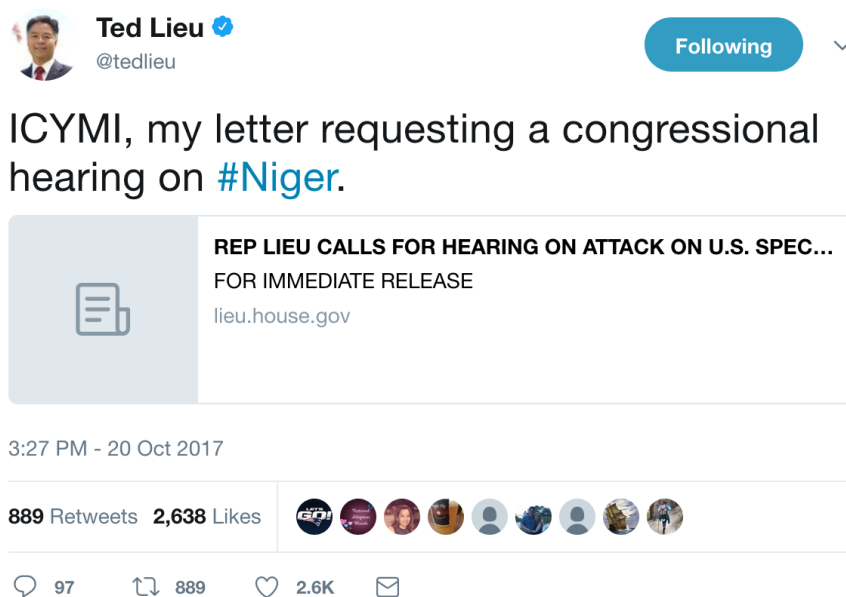 Ted Lieu
@tedlieu
Following
ICYMI, my letter requesting a congressional
hearing on #Niger.
REP LIEU CALLS FOR HEARING ON ATTACK ON U.S. SPEC...
FOR IMMEDIATE RELEASE
lieu.house.gov
3:27 PM - 20 Oct 2017
889 Retweets 2,638 Likes
LET'S
GO!
97 889 2.6K